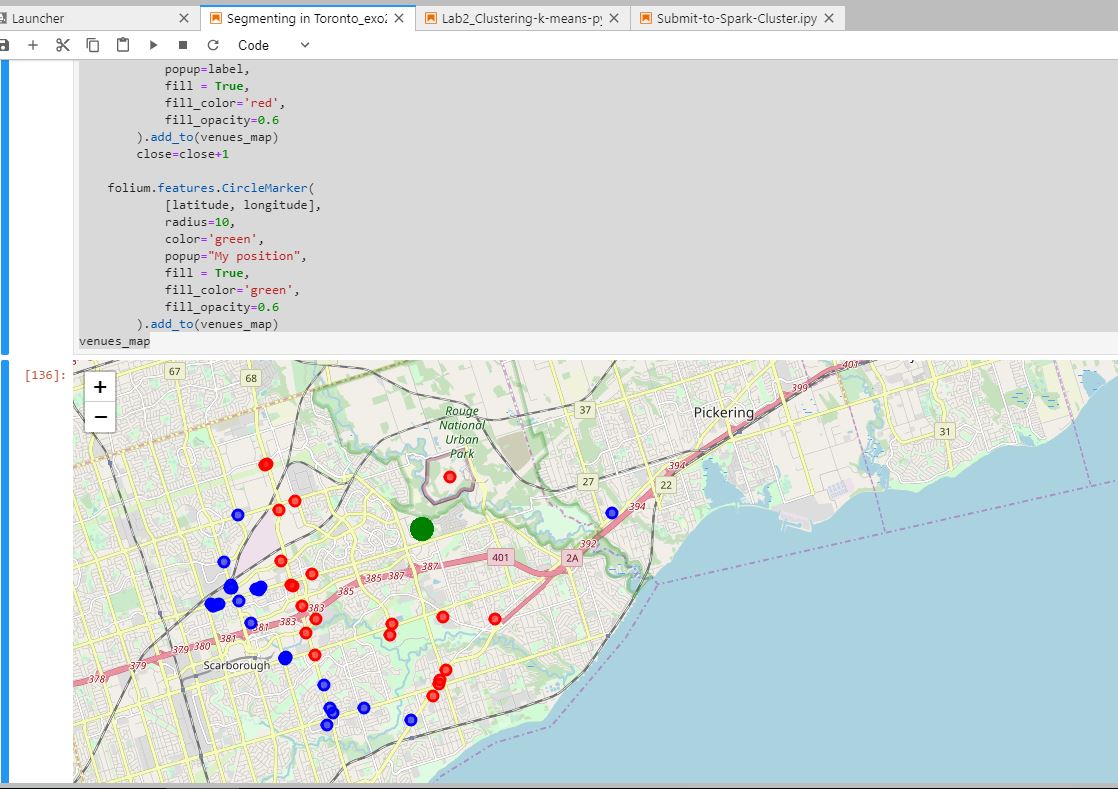 Launcher
Segmenting in Toronto_exo2
Lab2_Clustering-k-means-py
Submit-to-Spark-Cluster.ipy
Code
popup=label,
fill = True,
fill_color='red',
fill_opacity=0.6
).add_to(venues_map)
close=close+1
folium.features.CircleMarker(
[latitude, longitude],
radius=10,
color='green',
popup="My position",
fill = True,
fill_color='green',
fill_opacity=0.6
).add_to(venues_map)
venues_map
[136]:
+
−
67
68
401
399
37
Pickering
31
Rouge
National
Urban
Park
394
27
22
394
392
401
2A
387
385 387
385
383
383
381
381
379 380
379
378
Scarborough